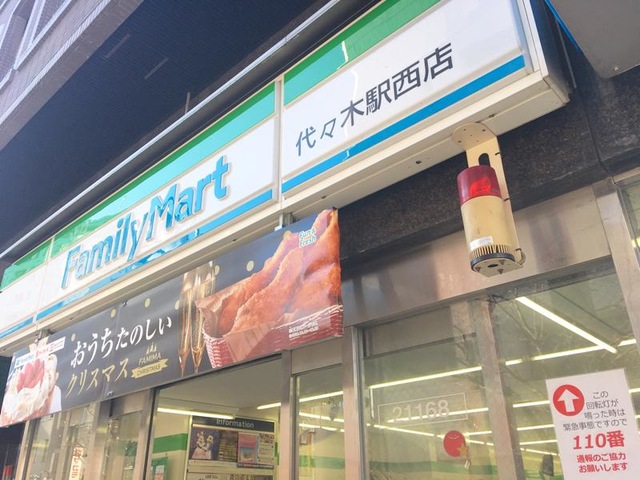 FamilyMart
代々木駅西店
Fun & Fresh
おうちたのしい
クリスマス
FAMIMA
CHRISTMAS
Information
21168
この
回転灯が
鳴った時は
緊急事態ですので
110番
通報のご協力
お願いします